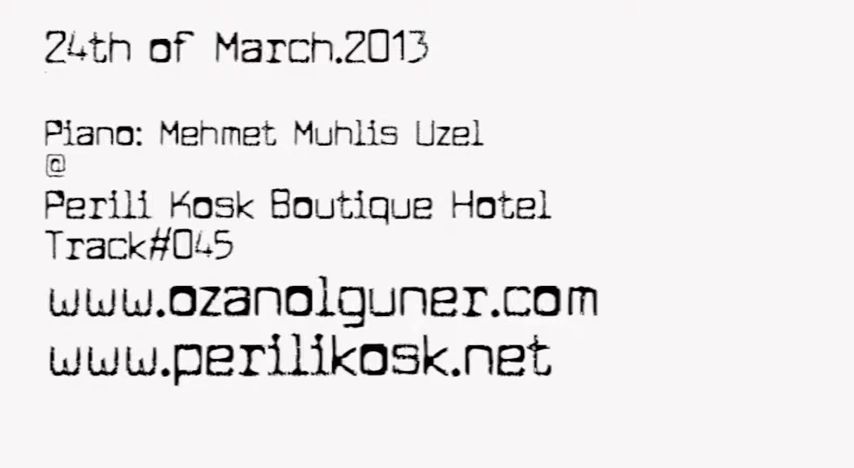 24th of March.2013
Piano: Mehmet Muhlis Uzel
@
Perili Kosk Boutique Hotel
Track#045
www.ozanolguner.com
www.perilikosk.net